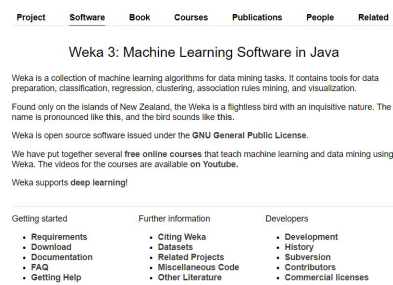 Project Software Book Courses Publications People Related
Weka 3: Machine Learning Software in Java
Weka is a collection of machine learning algorithms for data mining tasks. It contains tools for data
preparation, classification, regression, clustering, association rules mining, and visualization.
Found only on the islands of New Zealand, the Weka is a flightless bird with an inquisitive nature. The
name is pronounced like this, and the bird sounds like this.
Weka is open source software issued under the GNU General Public License.
We have put together several free online courses that teach machine learning and data mining using
Weka. The videos for the courses are available on Youtube.
Weka supports deep learning!
Getting started
• Requirements
• Download
• Documentation
• FAQ
• Getting Help
Further information
• Citing Weka
• Datasets
• Related Projects
• Miscellaneous Code
• Other Literature
Developers
• Development
• History
• Subversion
• Contributors
• Commercial licenses